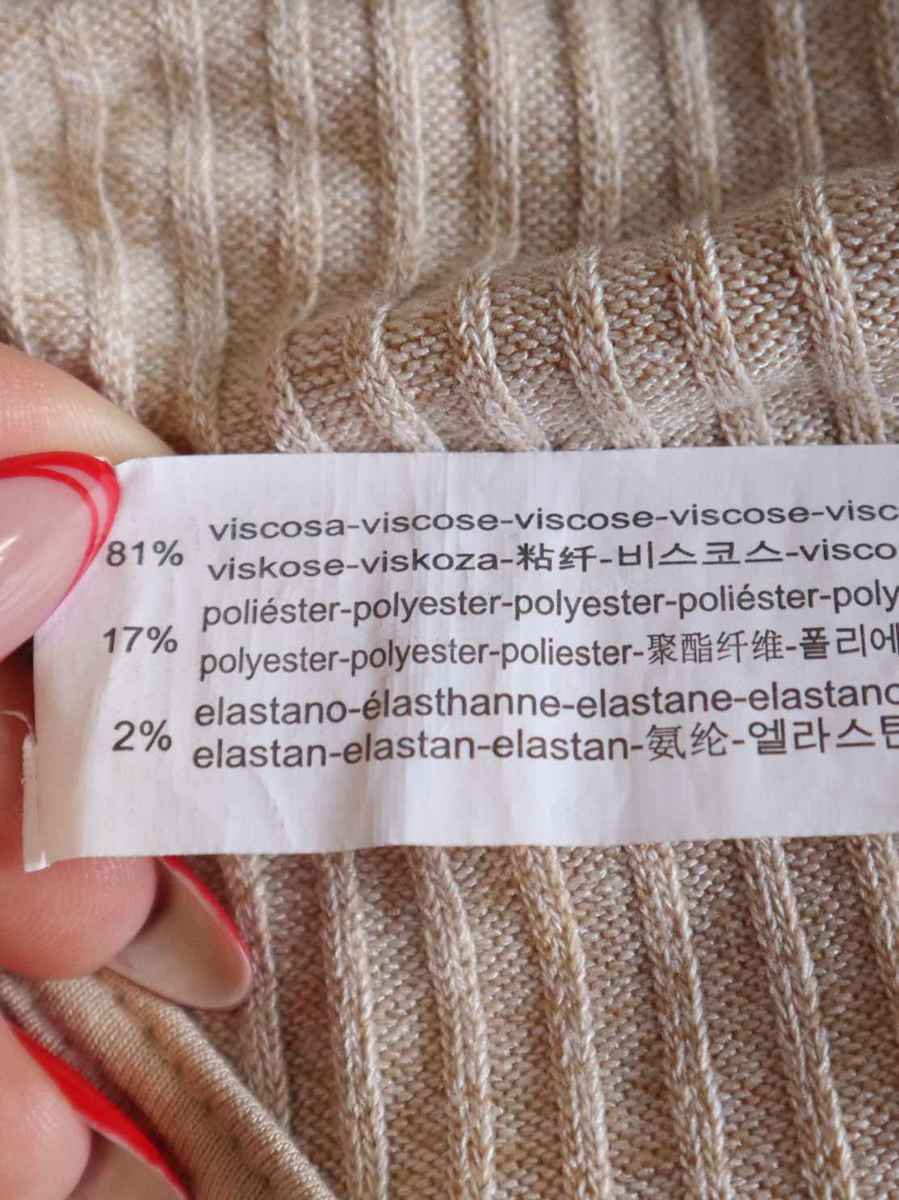 81% viscosa-viscose-viscose-viscose-visc
viskose-viskoza-粘纤-비스코스-visco
17% poliéster-polyester-polyester-poliéster-poly
polyester-polyester-poliester-聚酯纤维-폴리에
2% elastano-élasthanne-elastane-elastano
elastan-elastan-elastan-氨纶-엘라스틴